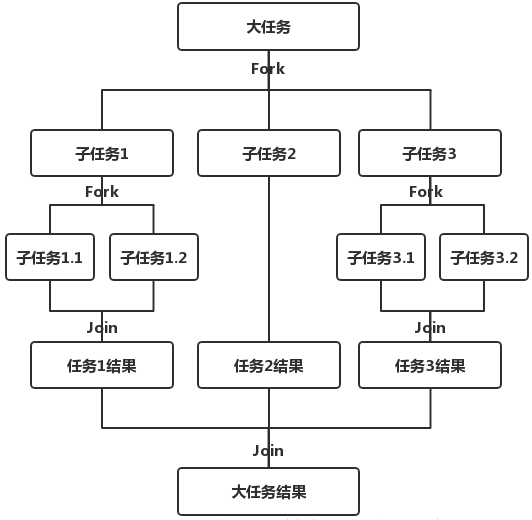 大任务
Fork
子任务1
子任务2
子任务3
Fork
Fork
子任务1.1
子任务1.2
子任务3.1
子任务3.2
Join
Join
任务1结果
任务2结果
任务3结果
Join
大任务结果